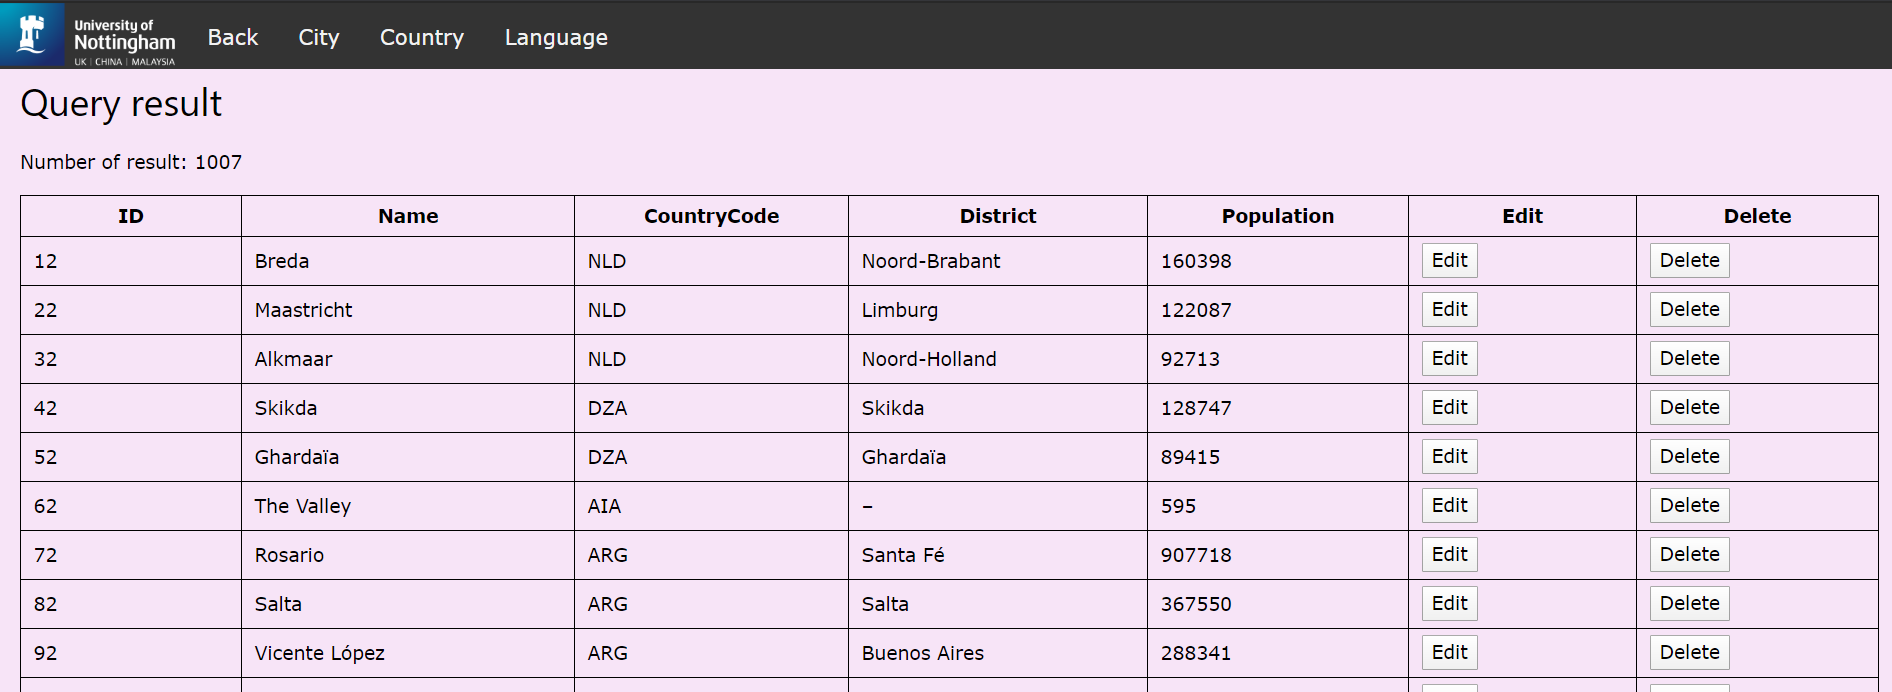 University of
Nottingham
UK | CHINA | MALAYSIA
Back City Country Language
Query result
Number of result: 1007
ID Name CountryCode District Population Edit Delete
12 Breda NLD Noord-Brabant 160398 Edit Delete
22 Maastricht NLD Limburg 122087 Edit Delete
32 Alkmaar NLD Noord-Holland 92713 Edit Delete
42 Skikda DZA Skikda 128747 Edit Delete
52 Ghardaïa DZA Ghardaïa 89415 Edit Delete
62 The Valley AIA – 595 Edit Delete
72 Rosario ARG Santa Fé 907718 Edit Delete
82 Salta ARG Salta 367550 Edit Delete
92 Vicente López ARG Buenos Aires 288341 Edit Delete